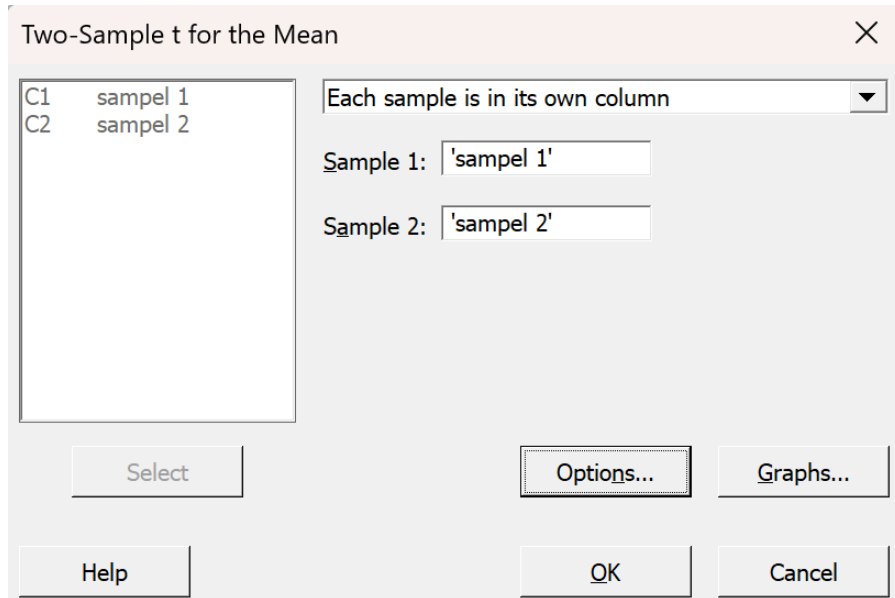 Two-Sample t for the Mean
C1 sampel 1
C2 sampel 2
Each sample is in its own column
Sample 1: 'sampel 1'
Sample 2: 'sampel 2'
Select
Options...
Graphs...
Help
OK
Cancel